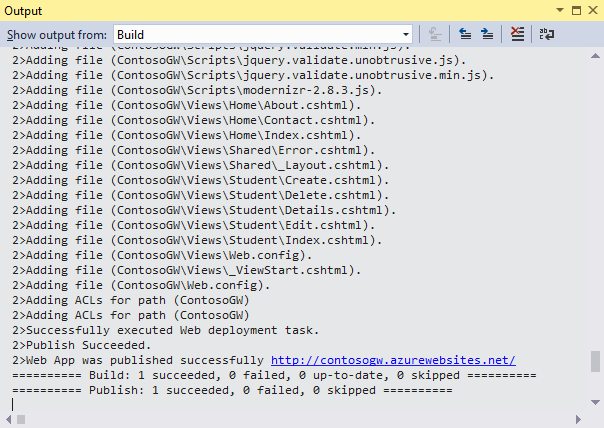 Output
Show output from: Build
2>Adding file (ContosoGW\Scripts\jquery.validate.min.js).
2>Adding file (ContosoGW\Scripts\jquery.validate.unobtrusive.js).
2>Adding file (ContosoGW\Scripts\jquery.validate.unobtrusive.min.js).
2>Adding file (ContosoGW\Scripts\modernizr-2.8.3.js).
2>Adding file (ContosoGW\Views\Home\About.cshtml).
2>Adding file (ContosoGW\Views\Home\Contact.cshtml).
2>Adding file (ContosoGW\Views\Home\Index.cshtml).
2>Adding file (ContosoGW\Views\Shared\Error.cshtml).
2>Adding file (ContosoGW\Views\Shared\_Layout.cshtml).
2>Adding file (ContosoGW\Views\Student\Create.cshtml).
2>Adding file (ContosoGW\Views\Student\Delete.cshtml).
2>Adding file (ContosoGW\Views\Student\Details.cshtml).
2>Adding file (ContosoGW\Views\Student\Edit.cshtml).
2>Adding file (ContosoGW\Views\Student\Index.cshtml).
2>Adding file (ContosoGW\Views\Web.config).
2>Adding file (ContosoGW\Views\_ViewStart.cshtml).
2>Adding file (ContosoGW\Web.config).
2>Adding ACLs for path (ContosoGW)
2>Adding ACLs for path (ContosoGW)
2>Successfully executed Web deployment task.
2>Publish Succeeded.
2>Web App was published successfully http://contosogw.azurewebsites.net/
========== Build: 1 succeeded, 0 failed, 0 up-to-date, 0 skipped ==========
========== Publish: 1 succeeded, 0 failed, 0 skipped ==========